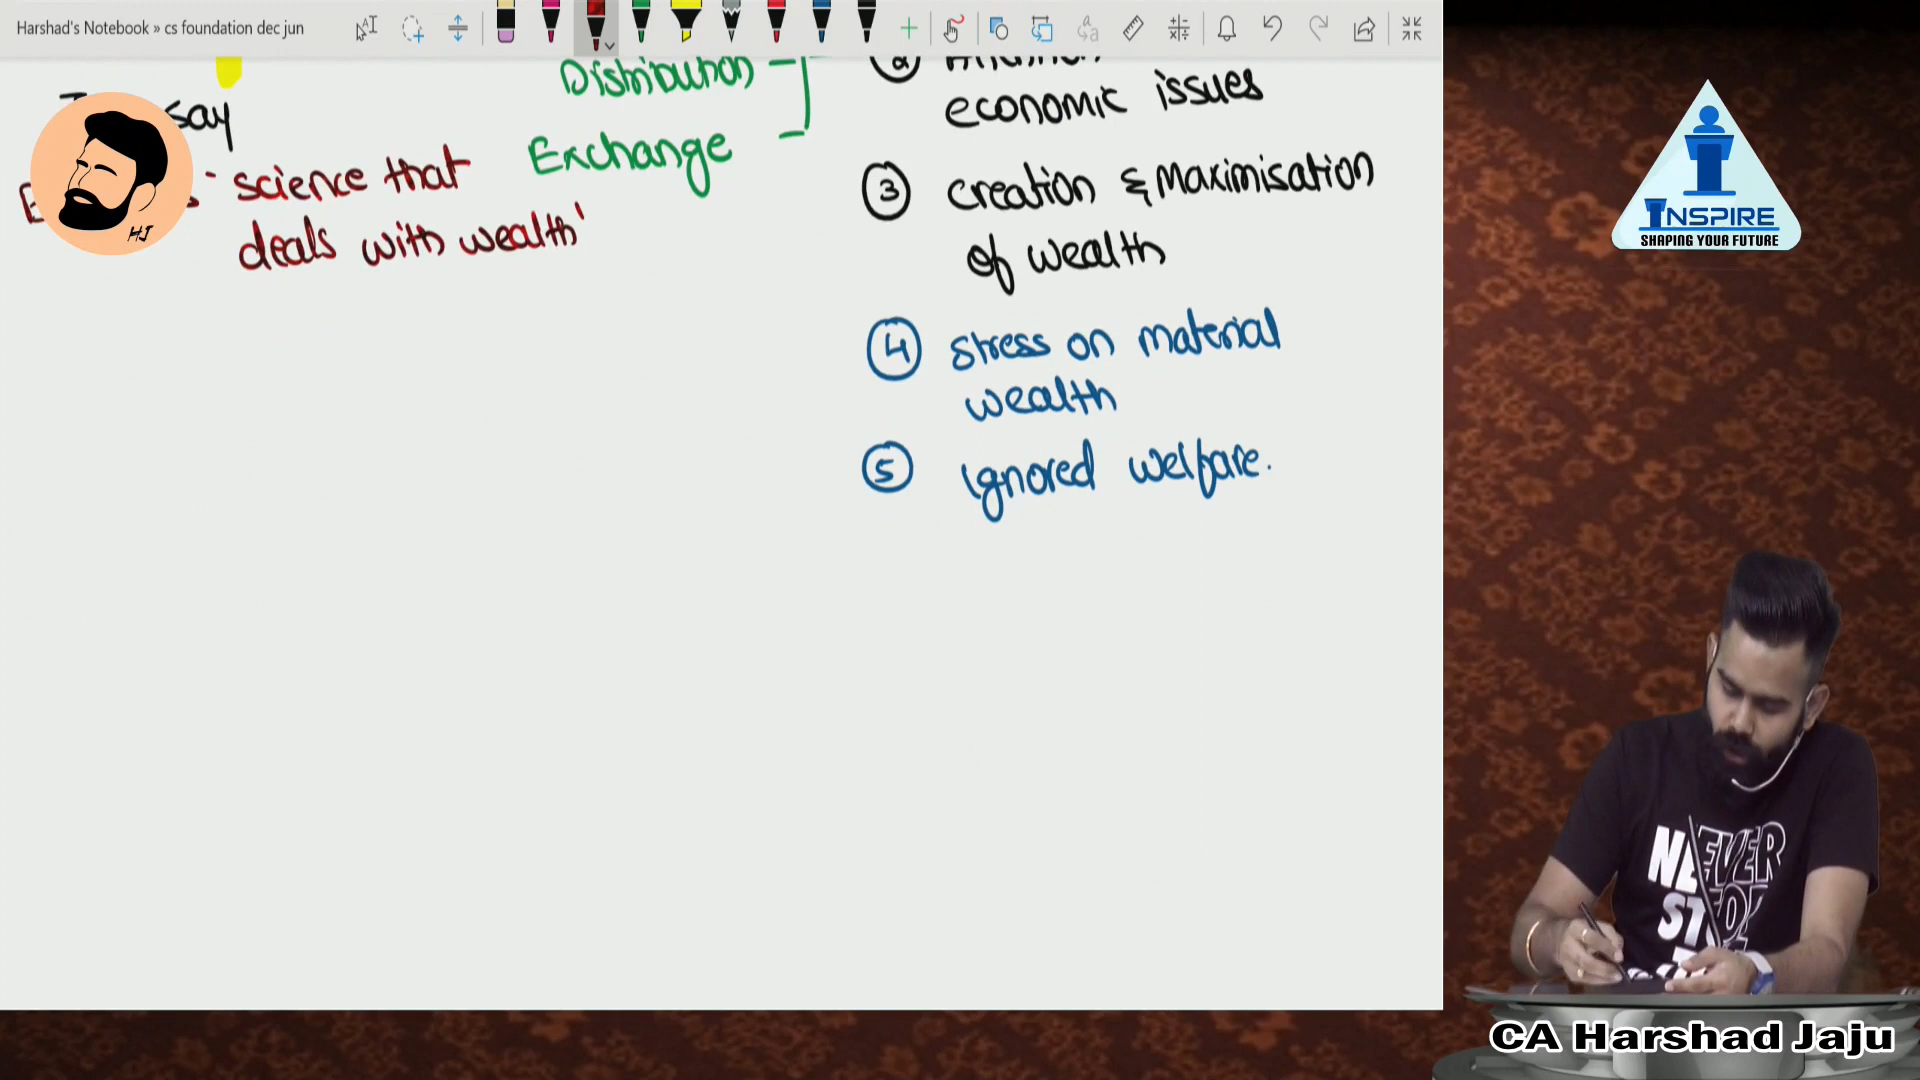 Harshad's Notebook » cs foundation dec jun
Distribution
Exchange
say
science that
deals with wealth'
economic issues
③ creation & Maximisation
of wealth
④ stress on material
wealth
⑤ ignored welfare.
HJ
INSPIRE
SHAPING YOUR FUTURE
NEVER
CA Harshad Jaju